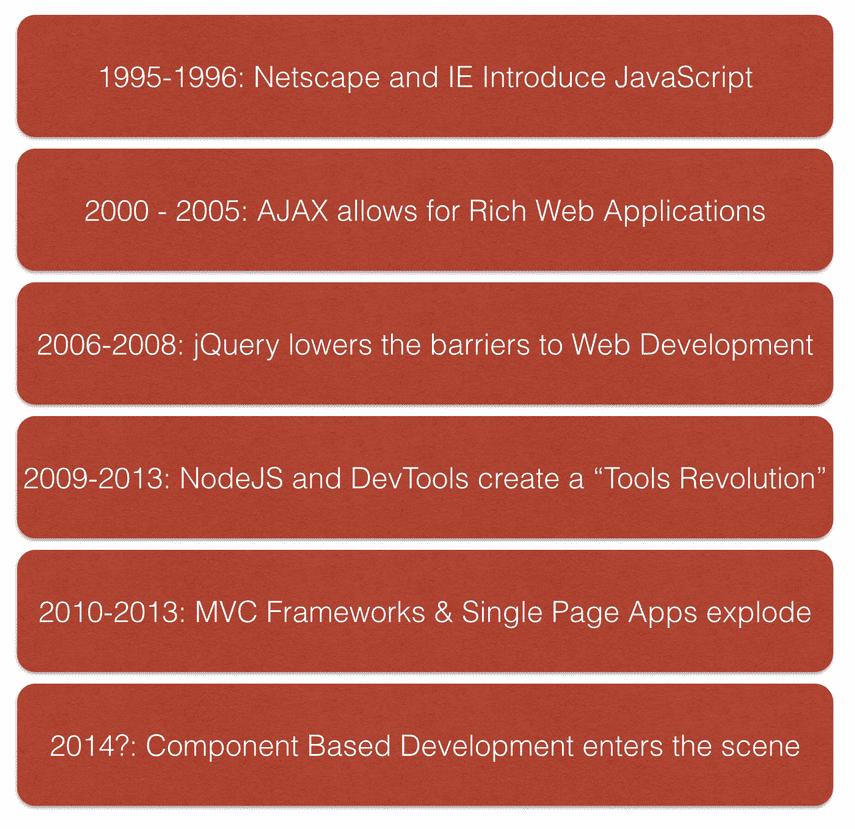 1995-1996: Netscape and IE Introduce JavaScript
2000 - 2005: AJAX allows for Rich Web Applications
2006-2008: jQuery lowers the barriers to Web Development
2009-2013: NodeJS and DevTools create a “Tools Revolution”
2010-2013: MVC Frameworks & Single Page Apps explode
2014?: Component Based Development enters the scene